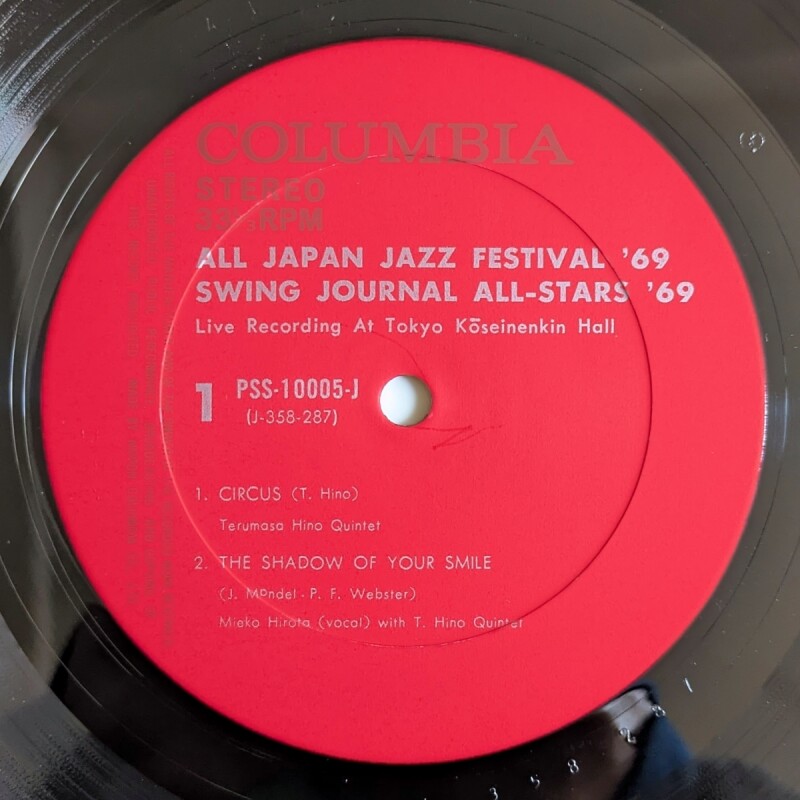 COLUMBIA
STEREO
33⅓RPM
ALL JAPAN JAZZ FESTIVAL '69
SWING JOURNAL ALL-STARS '69
Live Recording At Tokyo Kōseinenkin Hall
1
PSS-10005-J
(J-358-287)
1. CIRCUS (T. Hino)
Terumasa Hino Quintet
2. THE SHADOW OF YOUR SMILE
(J. Mandel · P. F. Webster)
Mieko Hirota (vocal) with T. Hino Quintet